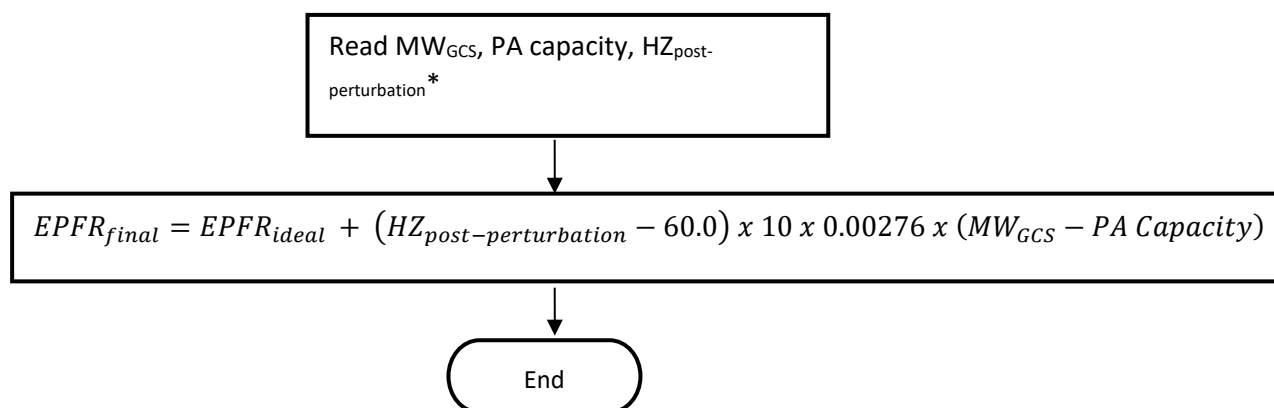 Read MWGCS, PA capacity, HZpost-
perturbation*
EPFRfinal = EPFRideal + (HZpost−perturbation − 60.0) x 10 x 0.00276 x (MWGCS − PA Capacity)
End